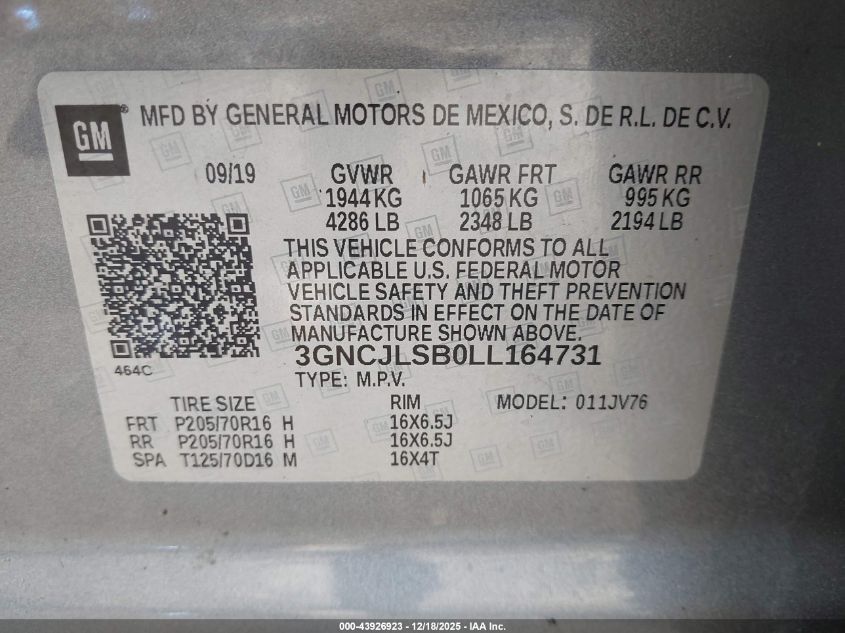 GM ® MFD BY GENERAL MOTORS DE MEXICO, S. DE R.L. DE C.V.
09/19 GVWR GAWR FRT GAWR RR
1944 KG 1065 KG 995 KG
4286 LB 2348 LB 2194 LB
THIS VEHICLE CONFORMS TO ALL
APPLICABLE U.S. FEDERAL MOTOR
VEHICLE SAFETY AND THEFT PREVENTION
STANDARDS IN EFFECT ON THE DATE OF
MANUFACTURE SHOWN ABOVE.
3GNCJLSB0LL164731
464C
TYPE: M.P.V.
TIRE SIZE RIM MODEL: 011JV76
FRT P205/70R16 H 16X6.5J
RR P205/70R16 H 16X6.5J
SPA T125/70D16 M 16X4T
000-43926923 - 12/18/2025 - IAA Inc.